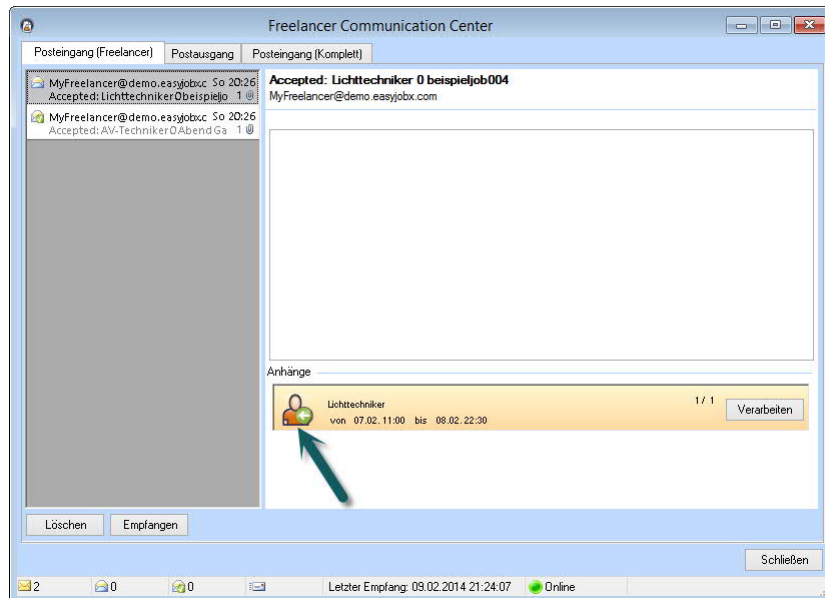 Freelancer Communication Center
Posteingang (Freelancer) Postausgang Posteingang (Komplett)
MyFreelancer@demo.easyjobx.c So 20:26
Accepted: Lichttechniker 0 beispieljo 1
MyFreelancer@demo.easyjobx.c So 20:26
Accepted: AV-Techniker 0 Abend Ga 1
Accepted: Lichttechniker 0 beispieljob004
MyFreelancer@demo.easyjobx.com
Anhänge
Lichttechniker 1 / 1
von 07.02. 11:00 bis 08.02. 22:30
Verarbeiten
Löschen Empfangen
Schließen
2 0 0 Letzter Empfang: 09.02.2014 21:24:07 Online